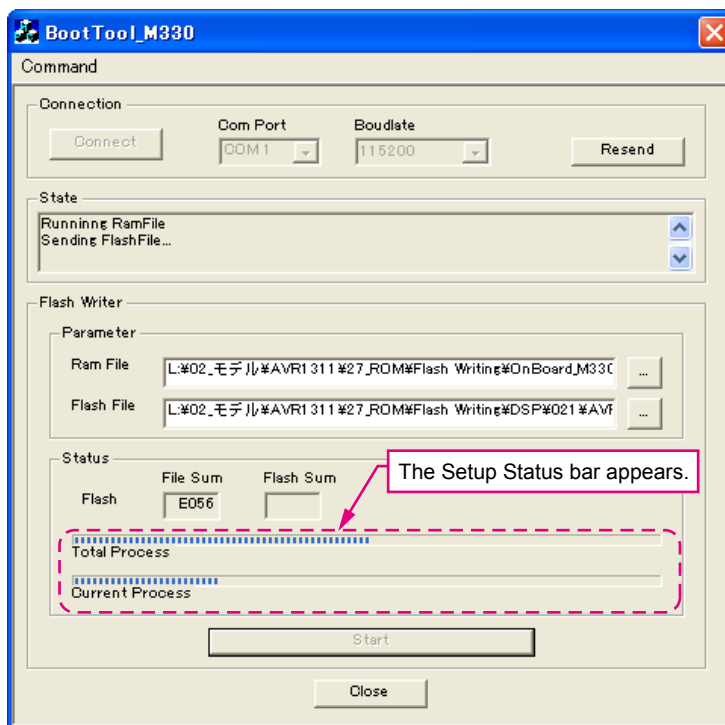 BootTool_M330
Command
Connection
Connect
Com Port
COM1
Boudlate
115200
Resend
State
Runninng RamFile
Sending FlashFile...
Flash Writer
Parameter
Ram File
L:¥02_モデル¥AVR1311¥27_ROM¥Flash Writing¥OnBoard_M330
...
Flash File
L:¥02_モデル¥AVR1311¥27_ROM¥Flash Writing¥DSP¥021¥AVR
...
Status
The Setup Status bar appears.
File Sum
Flash Sum
Flash
E056
Total Process
Current Process
Start
Close